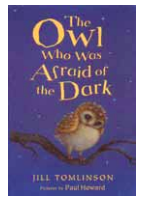 The
Owl
Who Was
Afraid of
the Dark
JILL TOMLINSON
Pictures by Paul Howard